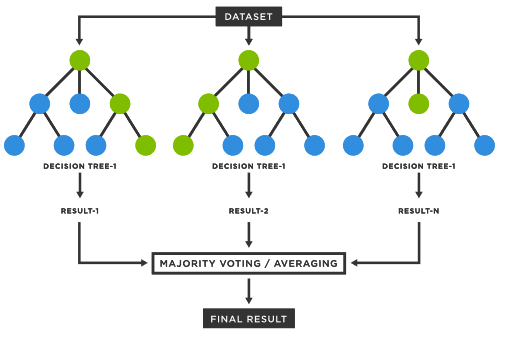 DATASET
DECISION TREE-1
DECISION TREE-1
DECISION TREE-1
RESULT-1
RESULT-2
RESULT-N
MAJORITY VOTING / AVERAGING
FINAL RESULT